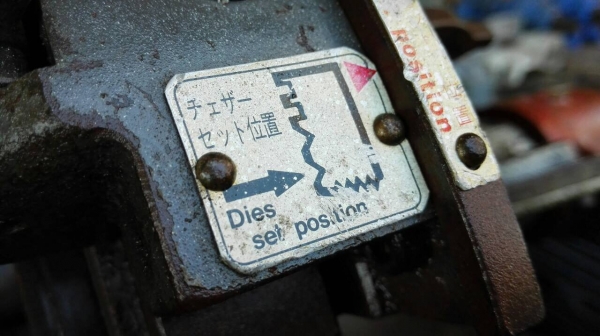 チェザー
セット位置
Dies
set position
Position